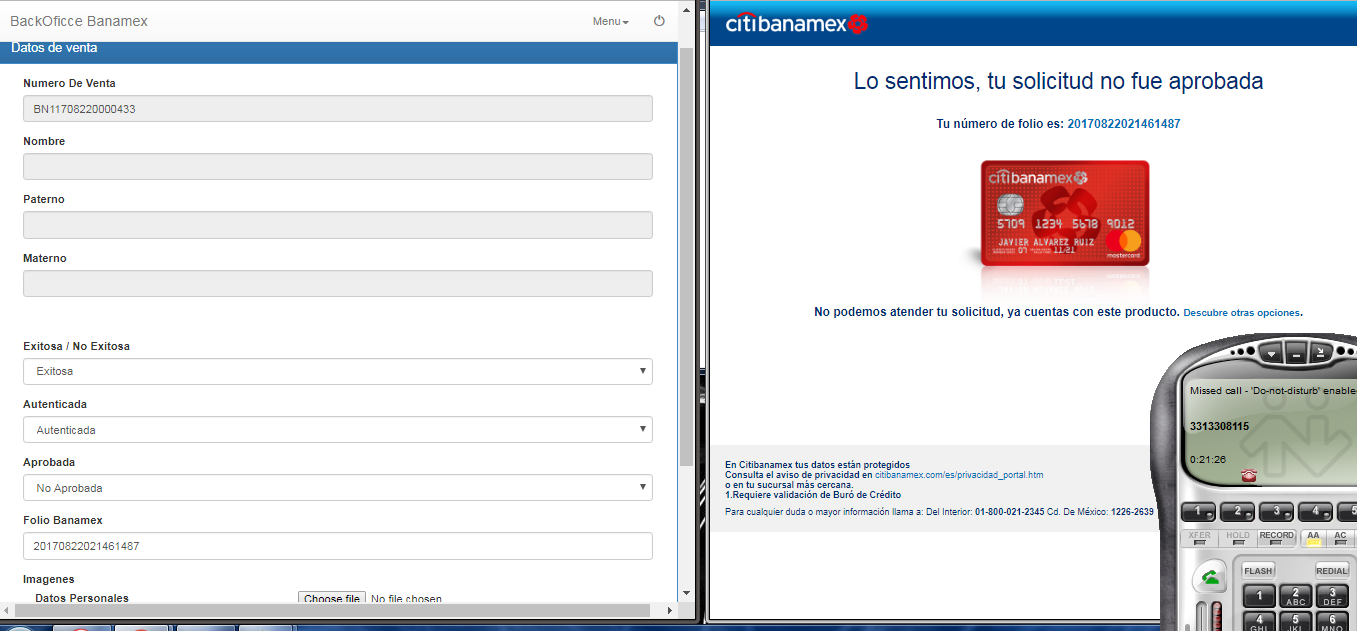 BackOficce Banamex
Menu
Datos de venta
Numero De Venta
BN11708220000433
Nombre
Paterno
Materno
Exitosa / No Exitosa
Exitosa
Autenticada
Autenticada
Aprobada
No Aprobada
Folio Banamex
20170822021461487
Imagenes
Datos Personales
Choose file No file chosen
citibanamex
Lo sentimos, tu solicitud no fue aprobada
Tu número de folio es: 20170822021461487
citibanamex
5709 1234 5678 9012
JAVIER ALVAREZ RUIZ
07 11/21
mastercard
No podemos atender tu solicitud, ya cuentas con este producto. Descubre otras opciones.
En Citibanamex tus datos están protegidos
Consulta el aviso de privacidad en citibanamex.com/es/privacidad_portal.htm
o en tu sucursal más cercana.
1.Requiere validación de Buró de Crédito
Para cualquier duda o mayor información llama a: Del Interior: 01-800-021-2345 Cd. De México: 1226-2639
Missed call - 'Do-not-disturb' enable
3313308115
0:21:26
1 2 3 4 5
XFER HOLD RECORD AA AC
FLASH REDIAL
1 2 ABC 3 DEF
4 GHI 5 JKL 6 MNO